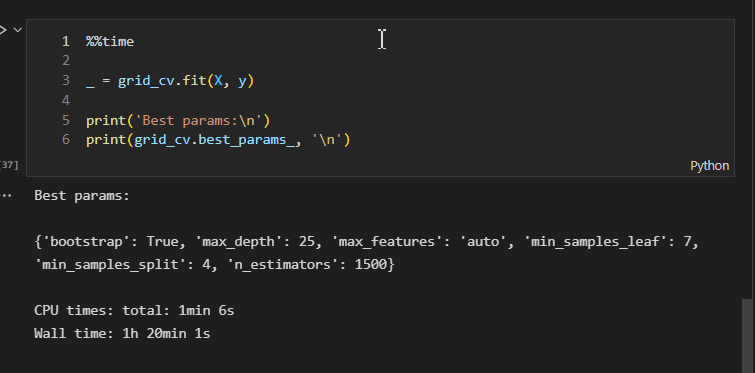 1 %%time
2
3 _ = grid_cv.fit(X, y)
4
5 print('Best params:\n')
6 print(grid_cv.best_params_, '\n')
[37]
Python
Best params:
{'bootstrap': True, 'max_depth': 25, 'max_features': 'auto', 'min_samples_leaf': 7,
'min_samples_split': 4, 'n_estimators': 1500}
CPU times: total: 1min 6s
Wall time: 1h 20min 1s